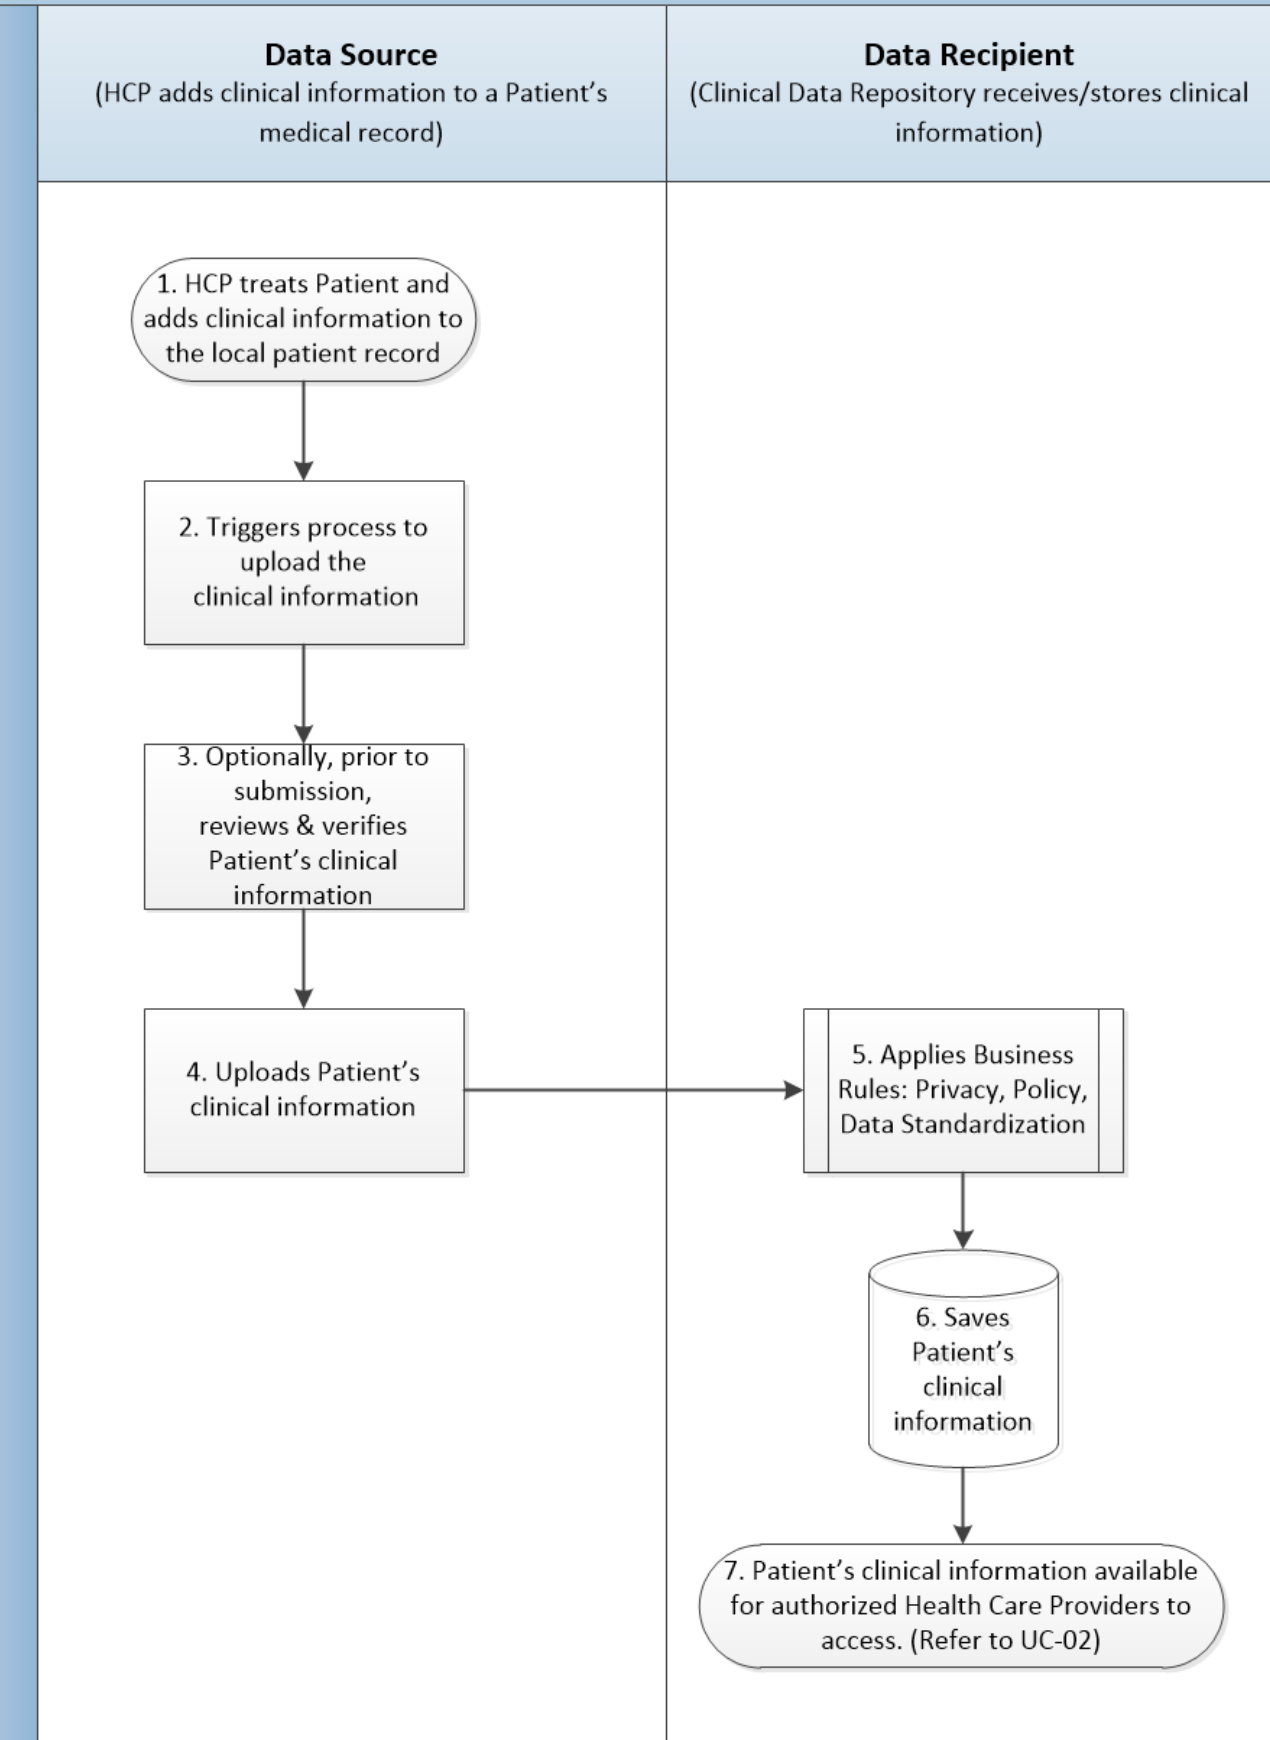 Data Source
(HCP adds clinical information to a Patient’s
medical record)
Data Recipient
(Clinical Data Repository receives/stores clinical
information)
1. HCP treats Patient and
adds clinical information to
the local patient record
2. Triggers process to
upload the
clinical information
3. Optionally, prior to
submission,
reviews & verifies
Patient’s clinical
information
4. Uploads Patient’s
clinical information
5. Applies Business
Rules: Privacy, Policy,
Data Standardization
6. Saves
Patient’s
clinical
information
7. Patient’s clinical information available
for authorized Health Care Providers to
access. (Refer to UC-02)